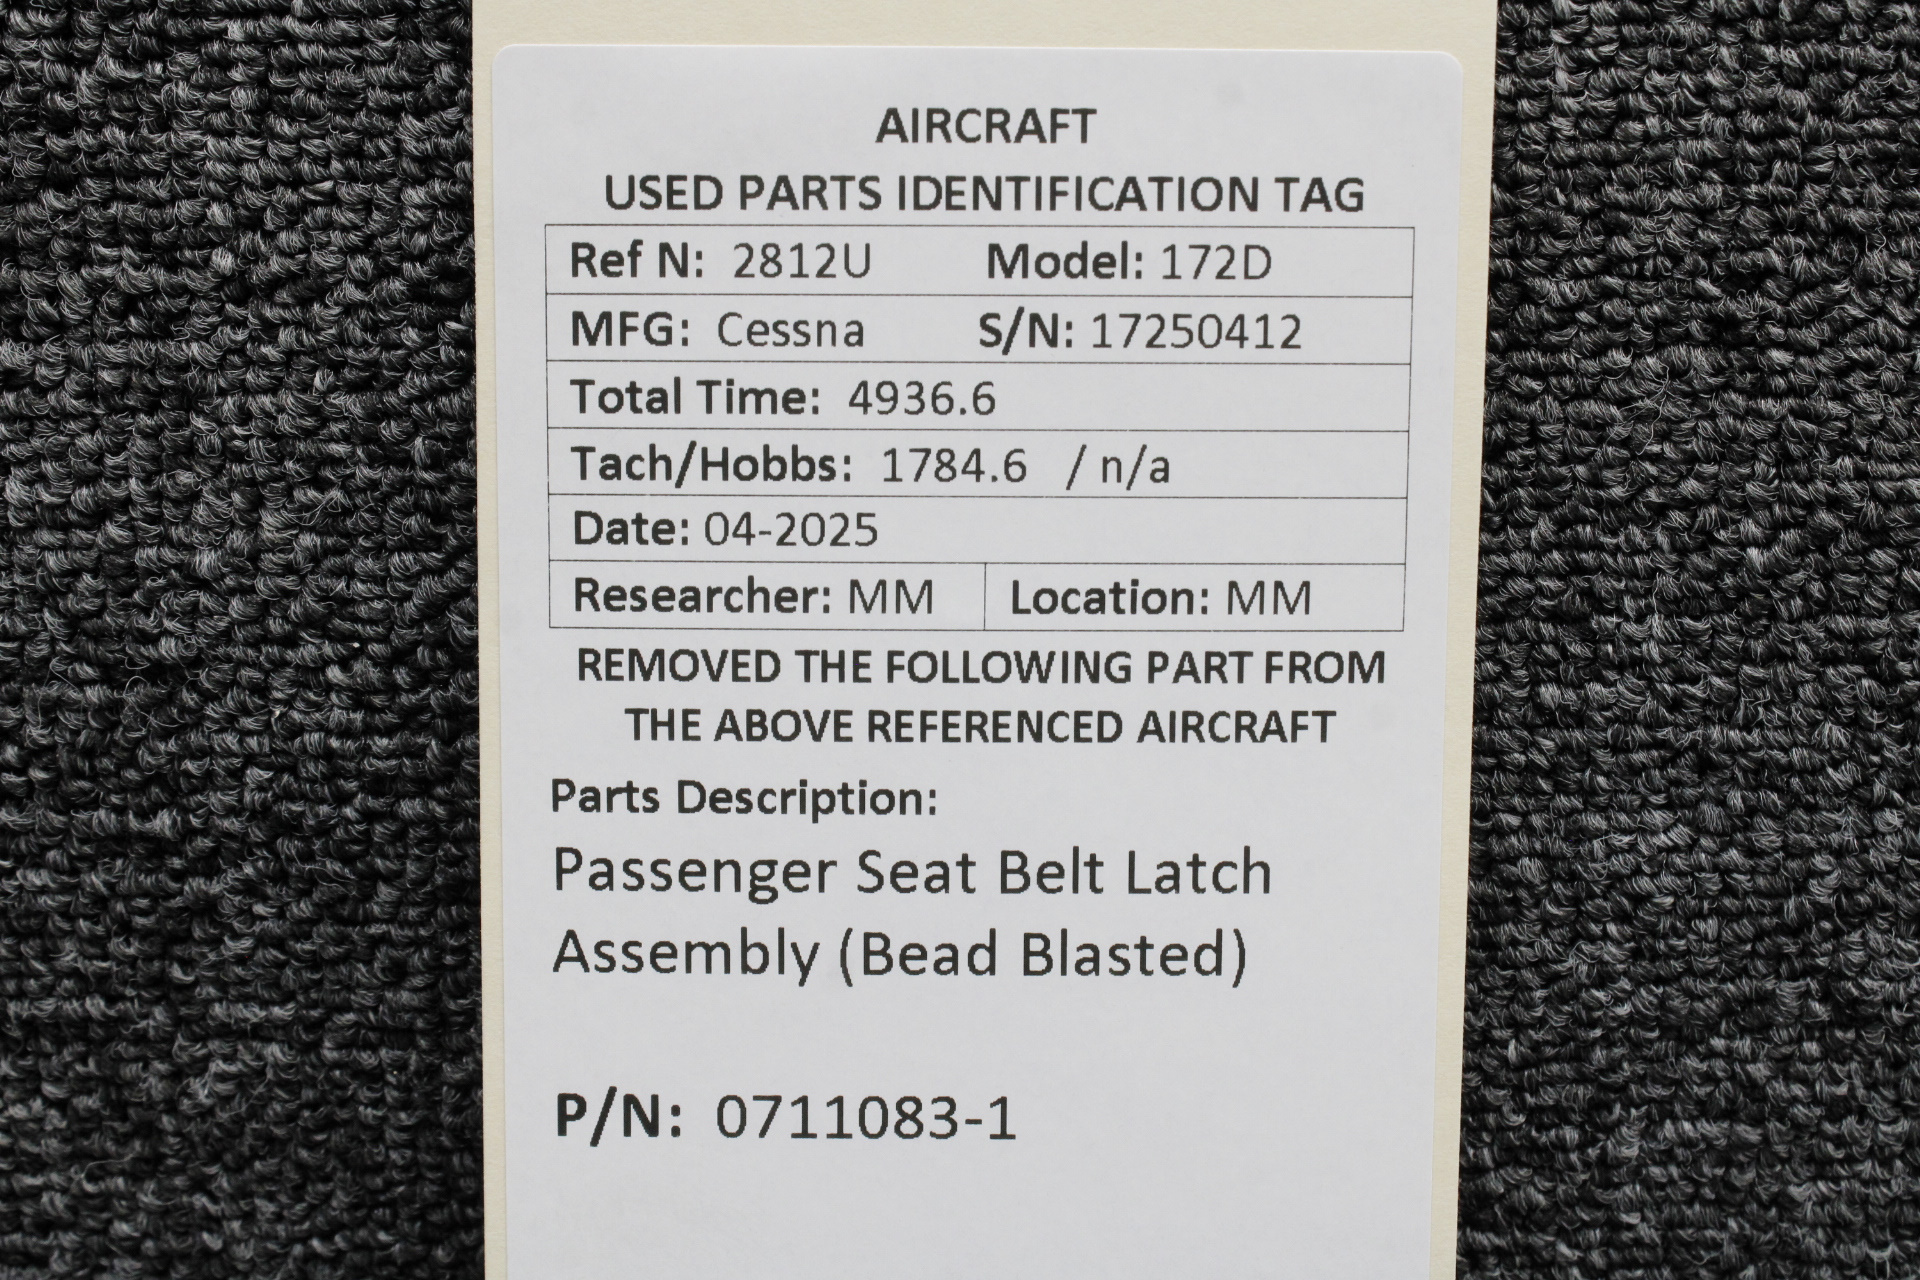 AIRCRAFT
USED PARTS IDENTIFICATION TAG
Ref N: 2812U Model: 172D
MFG: Cessna S/N: 17250412
Total Time: 4936.6
Tach/Hobbs: 1784.6 / n/a
Date: 04-2025
Researcher: MM Location: MM
REMOVED THE FOLLOWING PART FROM
THE ABOVE REFERENCED AIRCRAFT
Parts Description:
Passenger Seat Belt Latch
Assembly (Bead Blasted)
P/N: 0711083-1